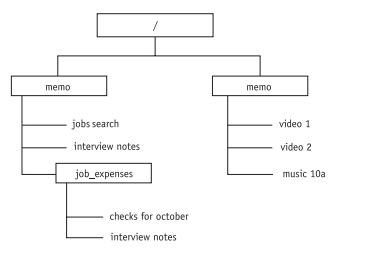 /
memo
memo
jobs search
interview notes
job_expenses
checks for october
interview notes
video 1
video 2
music 10a